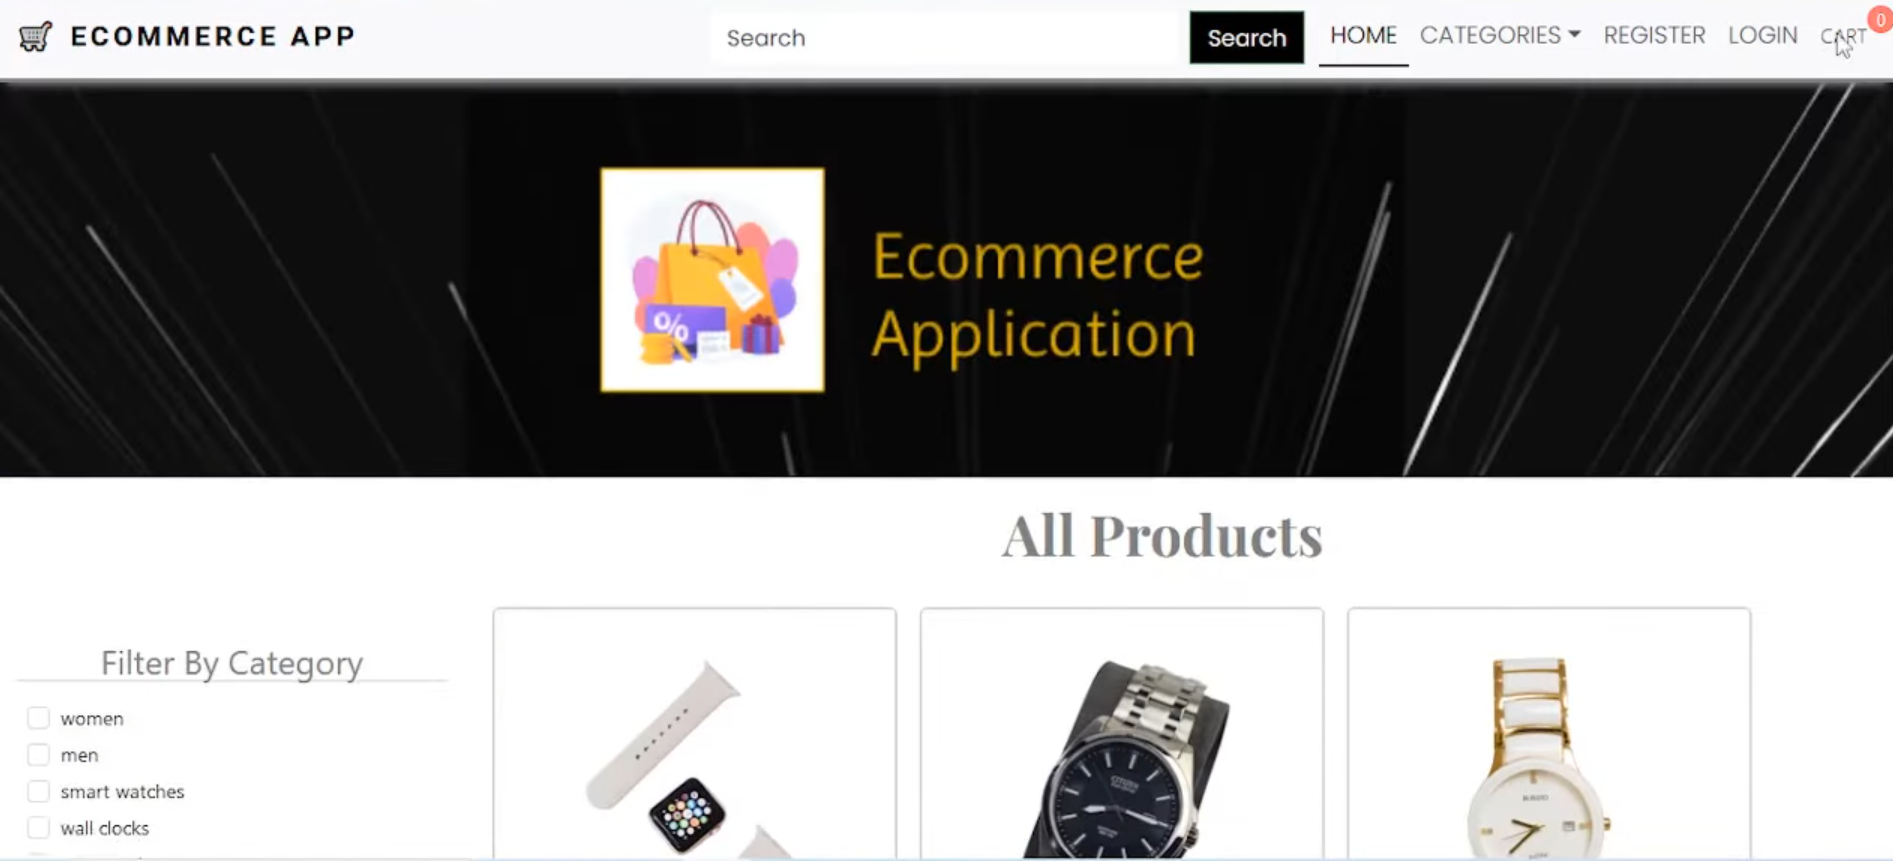 ECOMMERCE APP
Search
Search
HOME
CATEGORIES
REGISTER
LOGIN
CART
0
%
Ecommerce
Application
All Products
Filter By Category
women
men
smart watches
wall clocks
CITIZEN